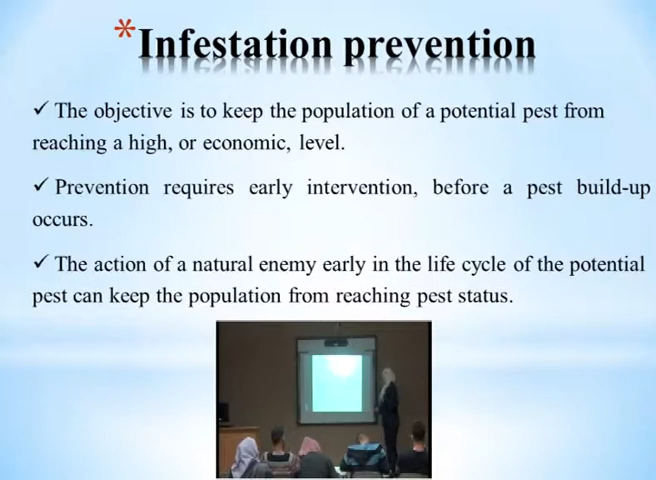 *Infestation prevention
✓ The objective is to keep the population of a potential pest from
reaching a high, or economic, level.
✓ Prevention requires early intervention, before a pest build-up
occurs.
✓ The action of a natural enemy early in the life cycle of the potential
pest can keep the population from reaching pest status.